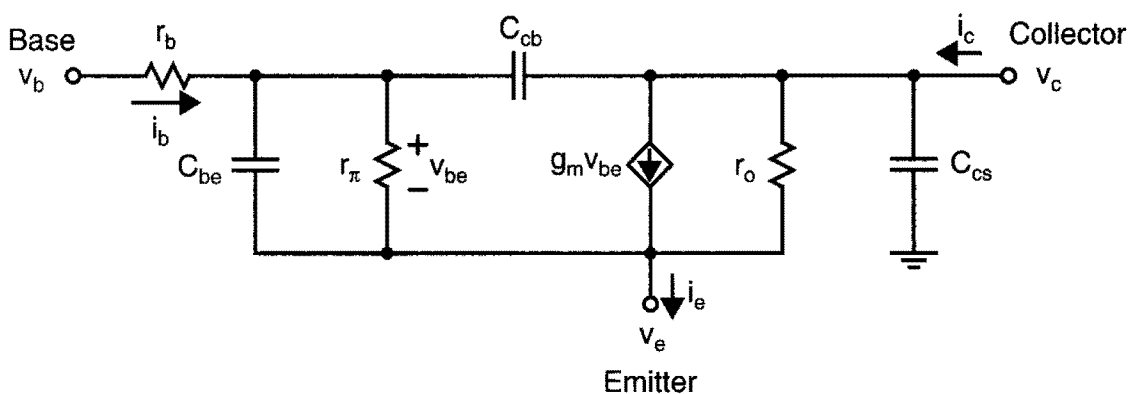 Base
v_b
r_b
i_b
C_be
r_π
+
v_be
−
C_cb
g_m v_be
r_o
i_c
Collector
v_c
C_cs
i_e
v_e
Emitter